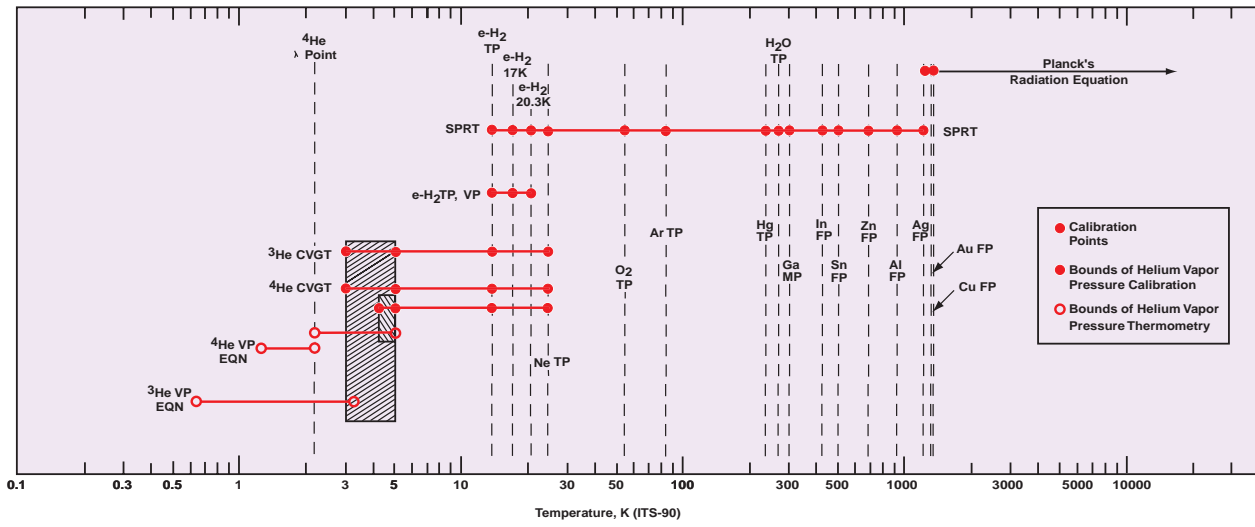 ⁴He
λ Point
e-H₂
TP
e-H₂
17K
e-H₂
20.3K
H₂O
TP
Planck's
Radiation Equation
SPRT
SPRT
e-H₂TP, VP
³He CVGT
⁴He CVGT
⁴He VP
EQN
³He VP
EQN
Ne TP
O2
TP
Ar TP
Hg
TP
Ga
MP
In
FP
Sn
FP
Zn
FP
Al
FP
Ag
FP
Au FP
Cu FP
Calibration
Points
Bounds of Helium Vapor
Pressure Calibration
Bounds of Helium Vapor
Pressure Thermometry
0.1 0.3 0.5 1 3 5 10 30 50 100 300 500 1000 3000 5000 10000
Temperature, K (ITS-90)